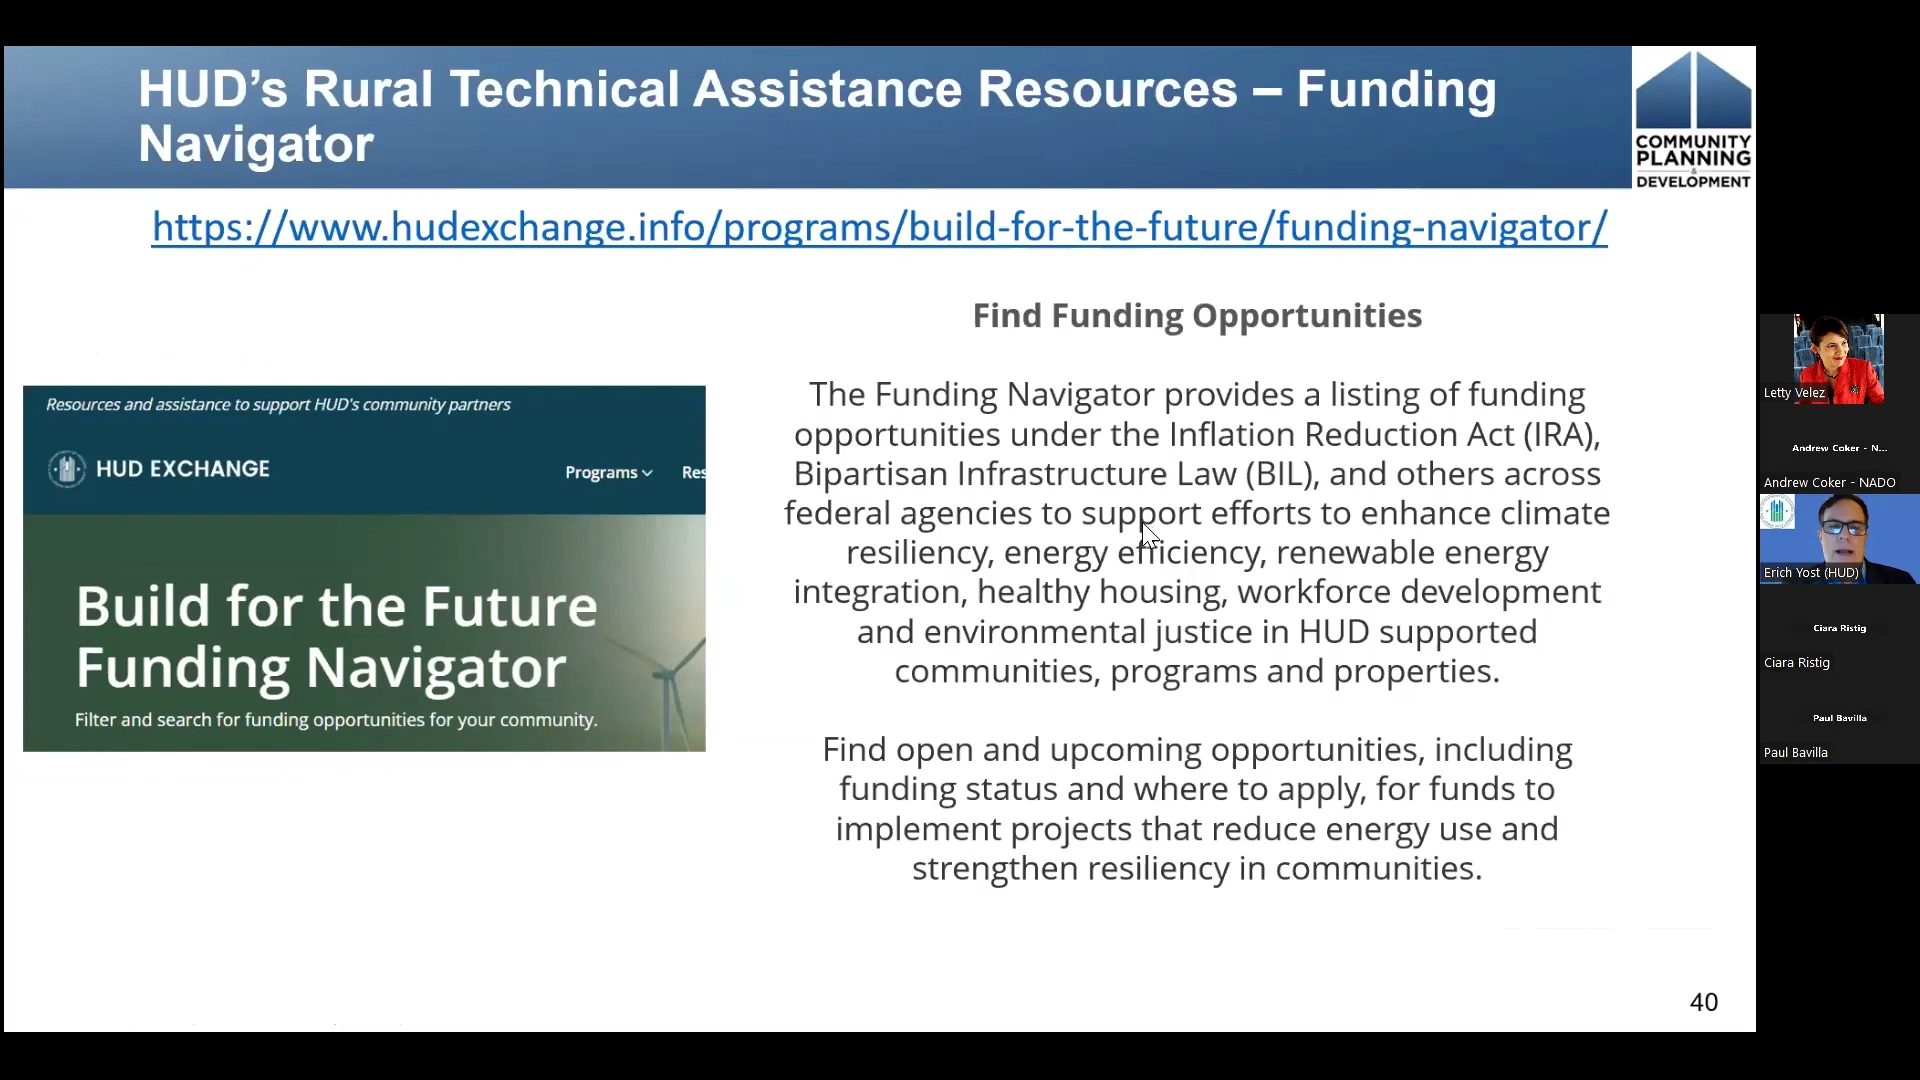 HUD’s Rural Technical Assistance Resources – Funding
Navigator
COMMUNITY
PLANNING
&
DEVELOPMENT
https://www.hudexchange.info/programs/build-for-the-future/funding-navigator/
Resources and assistance to support HUD's community partners
HUD EXCHANGE
Programs
Res
Build for the Future
Funding Navigator
Filter and search for funding opportunities for your community.
Find Funding Opportunities
The Funding Navigator provides a listing of funding
opportunities under the Inflation Reduction Act (IRA),
Bipartisan Infrastructure Law (BIL), and others across
federal agencies to support efforts to enhance climate
resiliency, energy efficiency, renewable energy
integration, healthy housing, workforce development
and environmental justice in HUD supported
communities, programs and properties.
Find open and upcoming opportunities, including
funding status and where to apply, for funds to
implement projects that reduce energy use and
strengthen resiliency in communities.
40
Letty Velez
Andrew Coker - N...
Andrew Coker - NADO
Erich Yost (HUD)
Ciara Ristig
Ciara Ristig
Paul Bavilla
Paul Bavilla